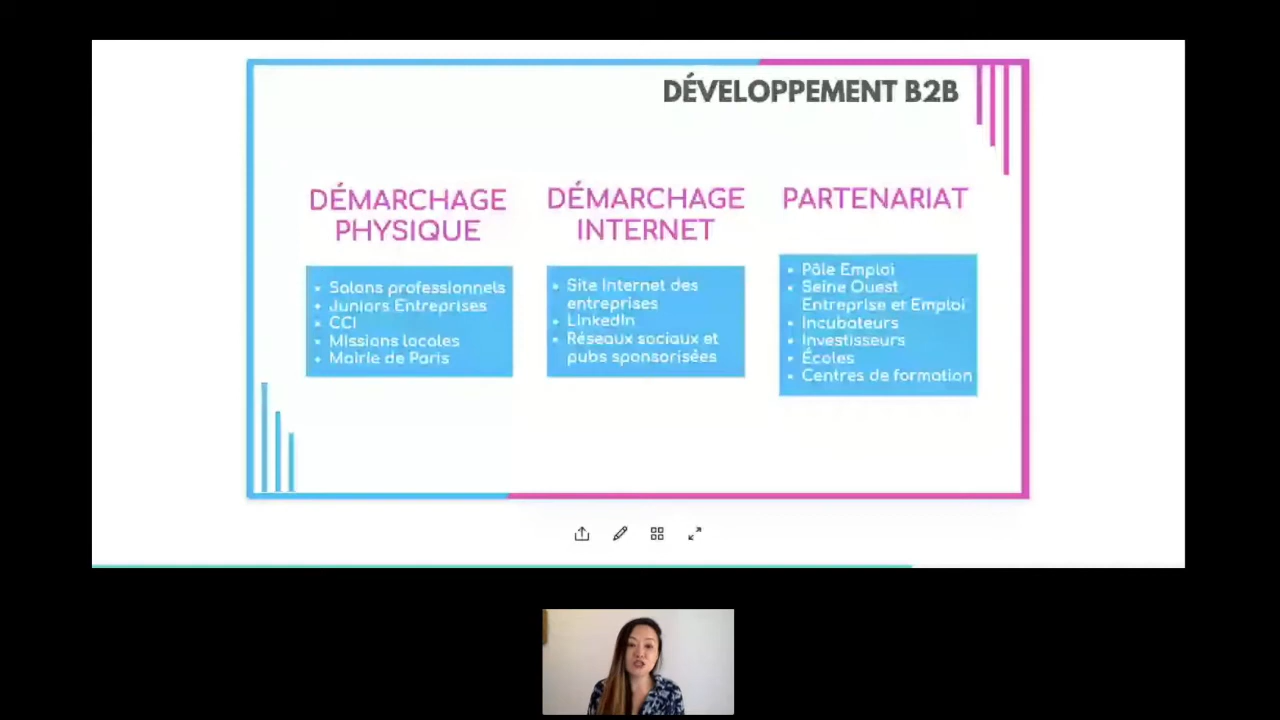 DÉVELOPPEMENT B2B
DÉMARCHAGE
PHYSIQUE
• Salons professionnels
• Juniors Entreprises
• CCI
• Missions locales
• Mairie de Paris
DÉMARCHAGE
INTERNET
• Site Internet des
entreprises
• LinkedIn
• Réseaux sociaux et
pubs sponsorisées
PARTENARIAT
• Pôle Emploi
• Seine Ouest
Entreprise et Emploi
• Incubateurs
• Investisseurs
• Écoles
• Centres de formation